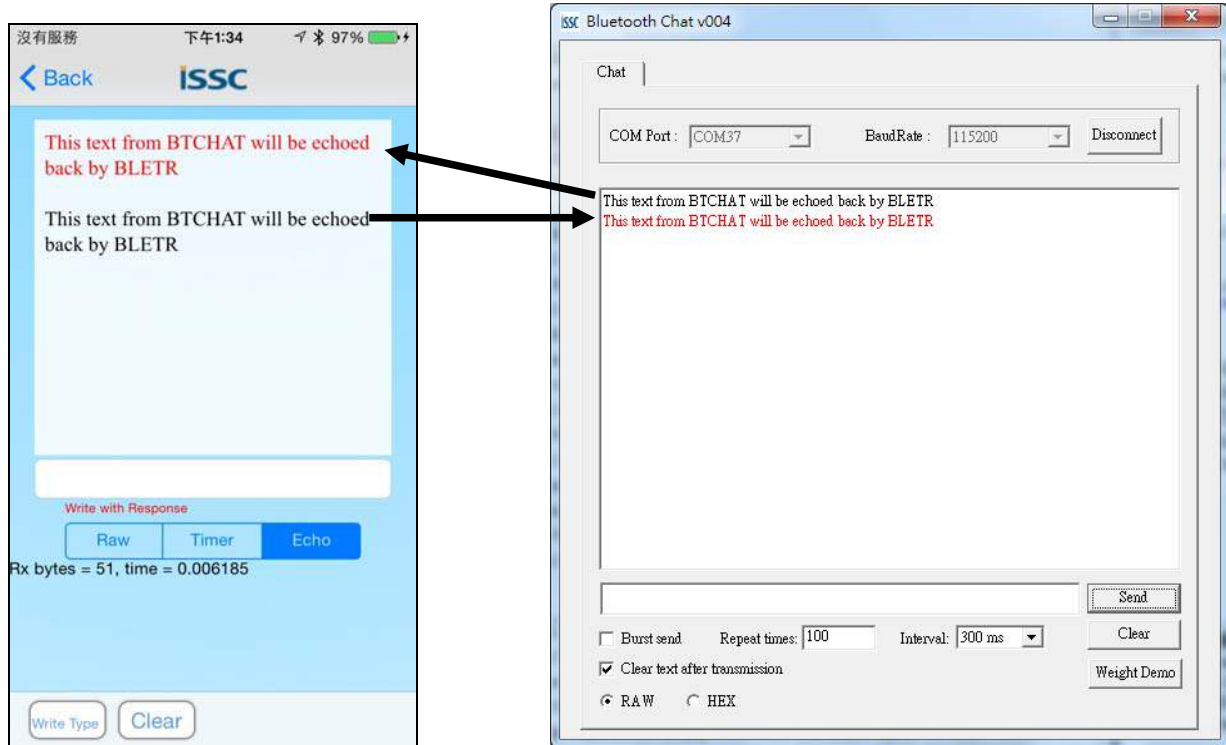 沒有服務 下午1:34 97%
Back ISSC
This text from BTCHAT will be echoed
back by BLETR
This text from BTCHAT will be echoed
back by BLETR
Write with Response
Raw Timer Echo
Rx bytes = 51, time = 0.006185
Write Type Clear
ISSC Bluetooth Chat v004
Chat
COM Port : COM37 BaudRate : 115200 Disconnect
This text from BTCHAT will be echoed back by BLETR
This text from BTCHAT will be echoed back by BLETR
Send
Burst send Repeat times: 100 Interval: 300 ms Clear
Clear text after transmission Weight Demo
RAW HEX